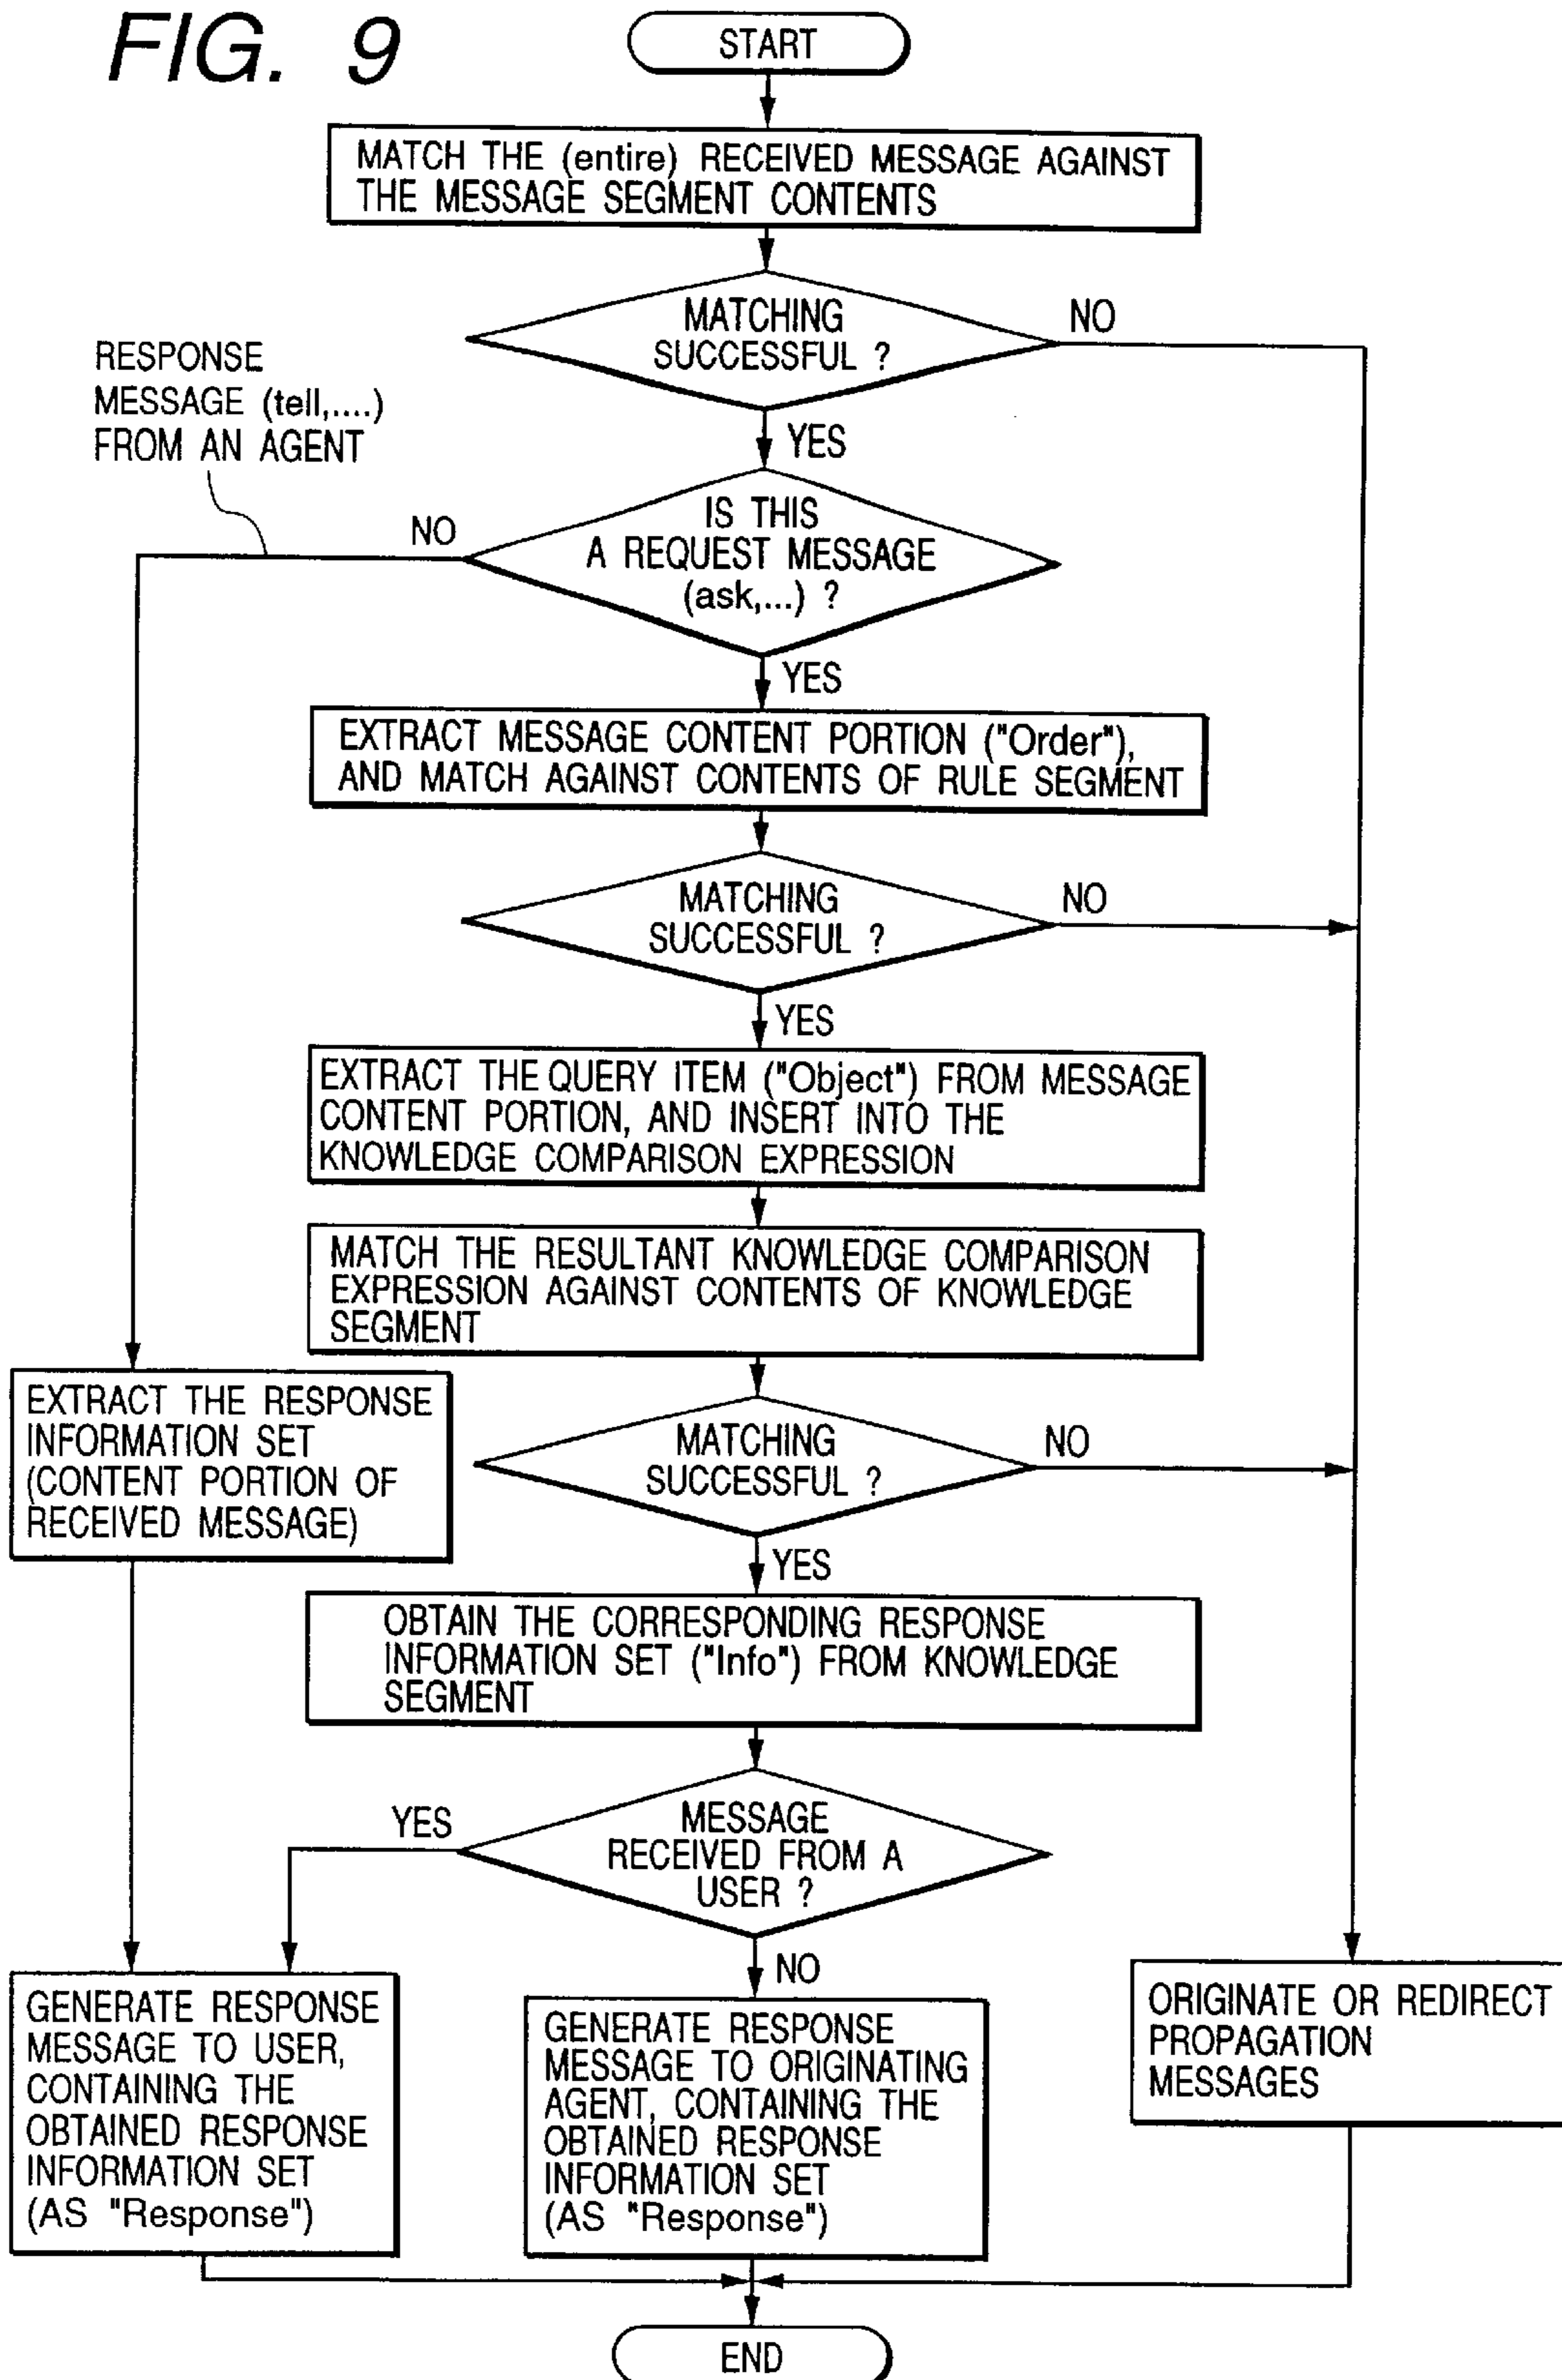 FIG. 9
START
MATCH THE (entire) RECEIVED MESSAGE AGAINST
THE MESSAGE SEGMENT CONTENTS
MATCHING
SUCCESSFUL ?
NO
RESPONSE
MESSAGE (tell,....)
FROM AN AGENT
YES
IS THIS
A REQUEST MESSAGE
(ask,...) ?
NO
YES
EXTRACT MESSAGE CONTENT PORTION ("Order"),
AND MATCH AGAINST CONTENTS OF RULE SEGMENT
MATCHING
SUCCESSFUL ?
NO
YES
EXTRACT THE QUERY ITEM ("Object") FROM MESSAGE
CONTENT PORTION, AND INSERT INTO THE
KNOWLEDGE COMPARISON EXPRESSION
MATCH THE RESULTANT KNOWLEDGE COMPARISON
EXPRESSION AGAINST CONTENTS OF KNOWLEDGE
SEGMENT
EXTRACT THE RESPONSE
INFORMATION SET
(CONTENT PORTION OF
RECEIVED MESSAGE)
MATCHING
SUCCESSFUL ?
NO
YES
OBTAIN THE CORRESPONDING RESPONSE
INFORMATION SET ("Info") FROM KNOWLEDGE
SEGMENT
MESSAGE
RECEIVED FROM A
USER ?
YES
NO
GENERATE RESPONSE
MESSAGE TO USER,
CONTAINING THE
OBTAINED RESPONSE
INFORMATION SET
(AS "Response")
GENERATE RESPONSE
MESSAGE TO ORIGINATING
AGENT, CONTAINING THE
OBTAINED RESPONSE
INFORMATION SET
(AS "Response")
ORIGINATE OR REDIRECT
PROPAGATION
MESSAGES
END